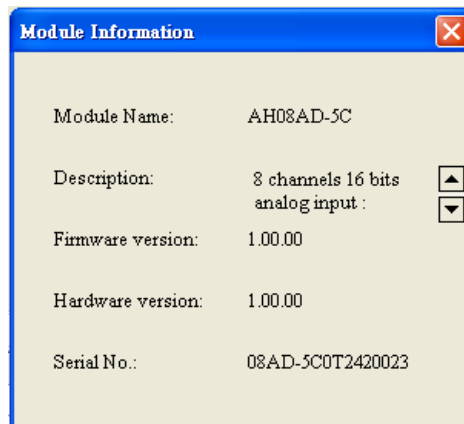 Module Information
Module Name: AH08AD-5C
Description: 8 channels 16 bits
analog input :
Firmware version: 1.00.00
Hardware version: 1.00.00
Serial No.: 08AD-5C0T2420023